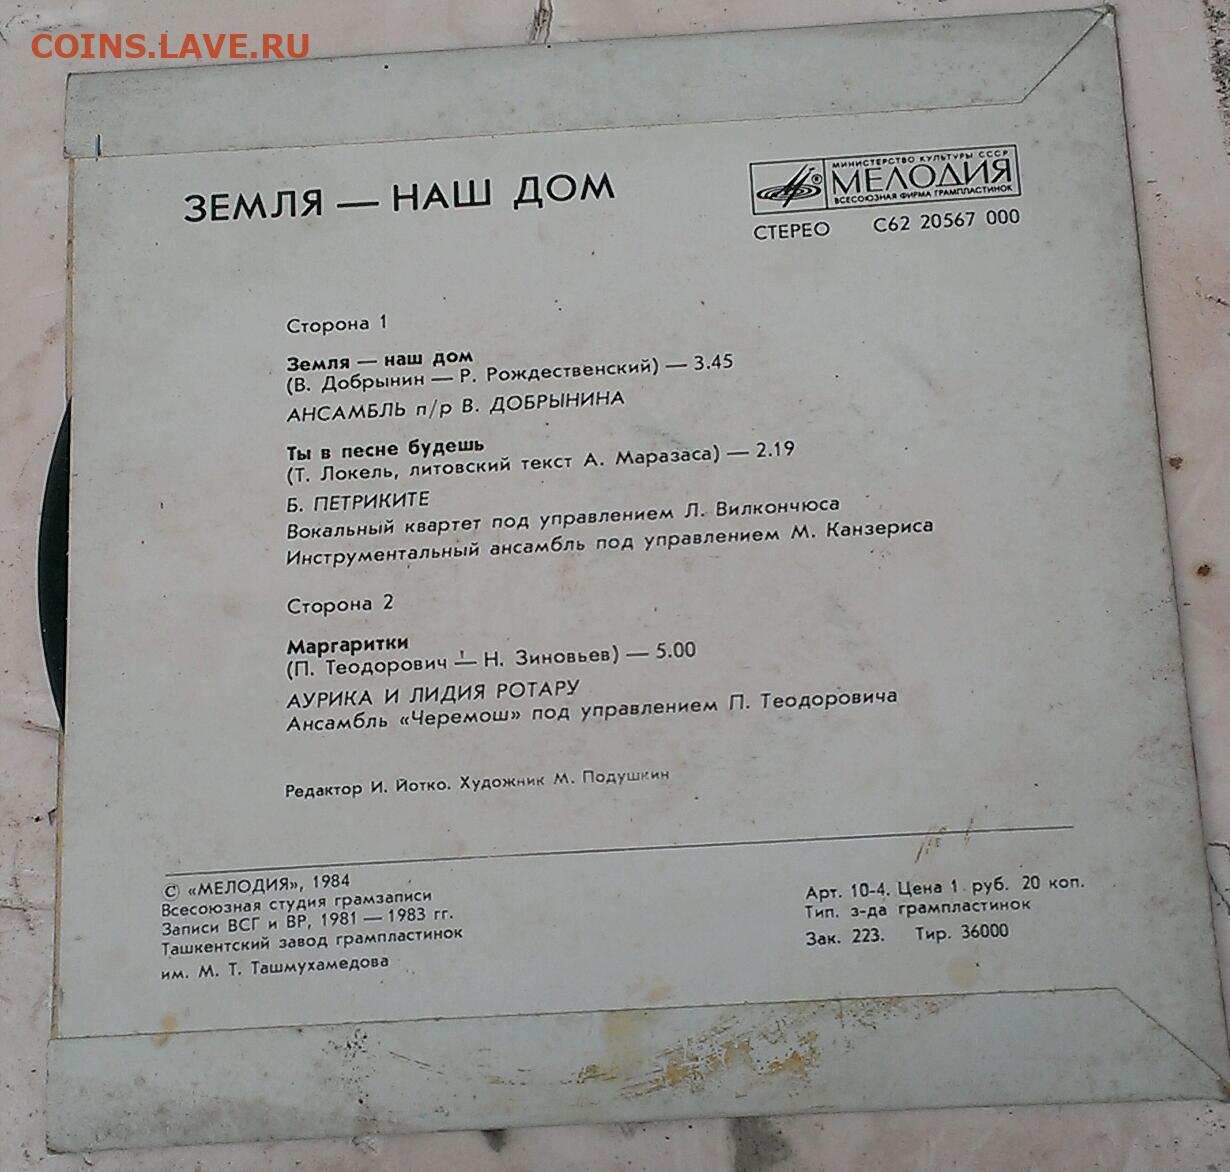 COINS.LAVE.RU
ЗЕМЛЯ — НАШ ДОМ
МИНИСТЕРСТВО КУЛЬТУРЫ СССР
МЕЛОДИЯ
ВСЕСОЮЗНАЯ ФИРМА ГРАМПЛАСТИНОК
СТЕРЕО С62 20567 000
Сторона 1
Земля — наш дом
(В. Добрынин — Р. Рождественский) — 3.45
АНСАМБЛЬ п/р В. ДОБРЫНИНА
Ты в песне будешь
(Т. Локель, литовский текст А. Маразаса) — 2.19
Б. ПЕТРИКИТЕ
Вокальный квартет под управлением Л. Вилкончюса
Инструментальный ансамбль под управлением М. Канзериса
Сторона 2
Маргаритки
(П. Теодорович — Н. Зиновьев) — 5.00
АУРИКА И ЛИДИЯ РОТАРУ
Ансамбль «Черемош» под управлением П. Теодоровича
Редактор И. Йотко. Художник М. Подушкин
© «МЕЛОДИЯ», 1984
Всесоюзная студия грамзаписи
Записи ВСГ и ВР, 1981 — 1983 гг.
Ташкентский завод грампластинок
им. М. Т. Ташмухамедова
Арт. 10-4. Цена 1 руб. 20 коп.
Тип. з-да грампластинок
Зак. 223. Тир. 36000